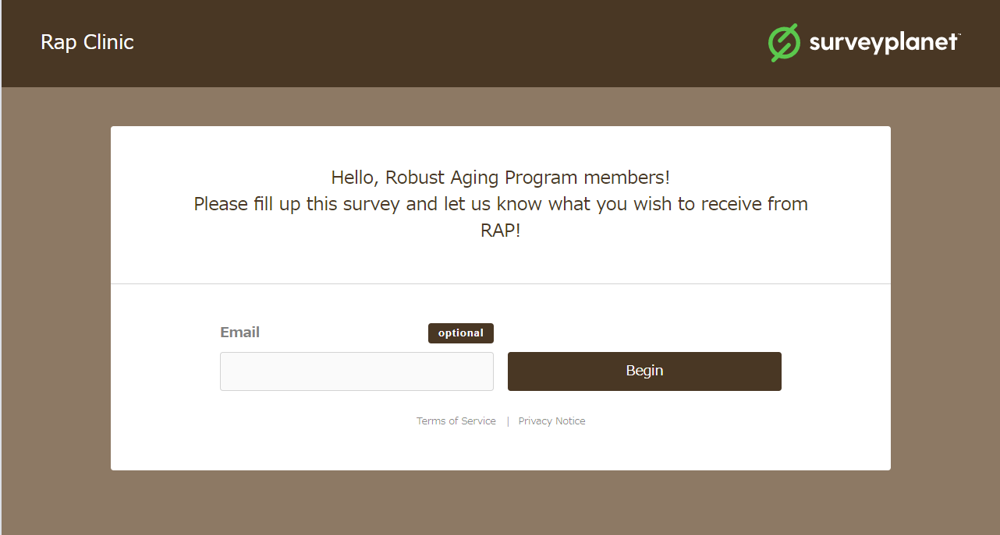 Rap Clinic
surveyplanet™
Hello, Robust Aging Program members!
Please fill up this survey and let us know what you wish to receive from
RAP!
Email
optional
Begin
Terms of Service | Privacy Notice